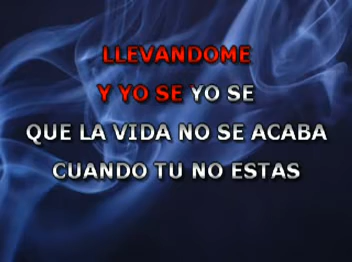 LLEVANDOME
Y YO SE YO SE
QUE LA VIDA NO SE ACABA
CUANDO TU NO ESTAS